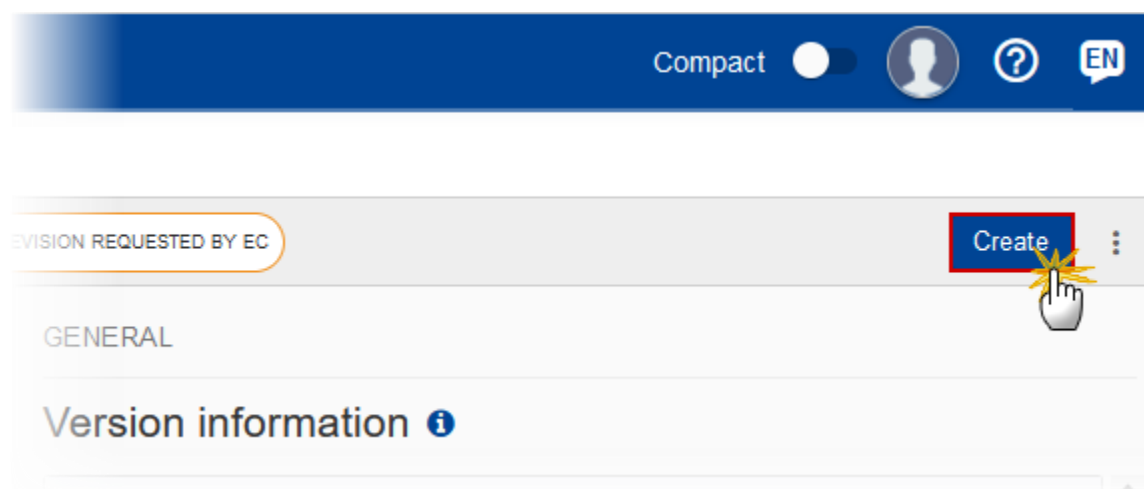 Compact EN
EVISION REQUESTED BY EC
Create
GENERAL
Version information